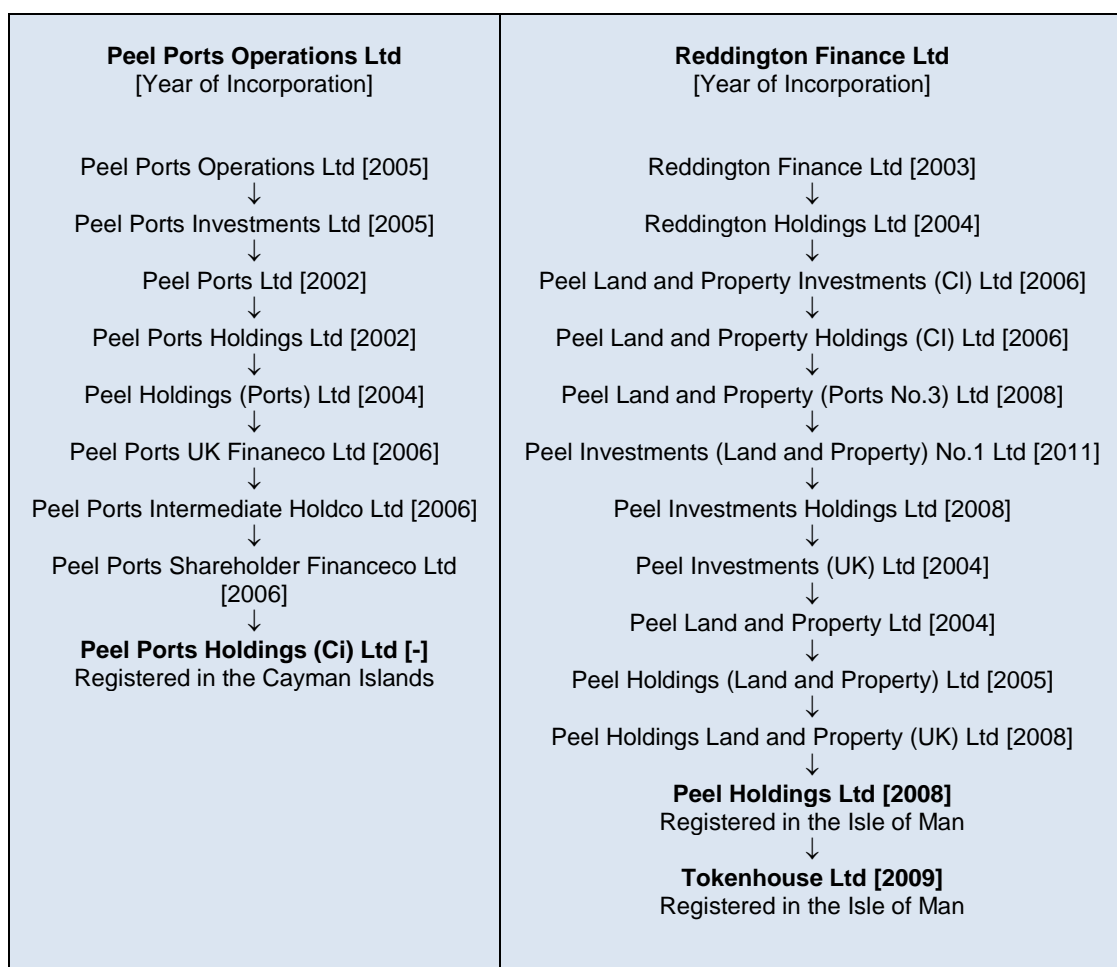 Peel Ports Operations Ltd
[Year of Incorporation]
Peel Ports Operations Ltd [2005]
↓
Peel Ports Investments Ltd [2005]
↓
Peel Ports Ltd [2002]
↓
Peel Ports Holdings Ltd [2002]
↓
Peel Holdings (Ports) Ltd [2004]
↓
Peel Ports UK Finaneco Ltd [2006]
↓
Peel Ports Intermediate Holdco Ltd [2006]
↓
Peel Ports Shareholder Financeco Ltd
[2006]
↓
Peel Ports Holdings (Ci) Ltd [-]
Registered in the Cayman Islands
Reddington Finance Ltd
[Year of Incorporation]
Reddington Finance Ltd [2003]
↓
Reddington Holdings Ltd [2004]
↓
Peel Land and Property Investments (CI) Ltd [2006]
↓
Peel Land and Property Holdings (CI) Ltd [2006]
↓
Peel Land and Property (Ports No.3) Ltd [2008]
↓
Peel Investments (Land and Property) No.1 Ltd [2011]
↓
Peel Investments Holdings Ltd [2008]
↓
Peel Investments (UK) Ltd [2004]
↓
Peel Land and Property Ltd [2004]
↓
Peel Holdings (Land and Property) Ltd [2005]
↓
Peel Holdings Land and Property (UK) Ltd [2008]
↓
Peel Holdings Ltd [2008]
Registered in the Isle of Man
↓
Tokenhouse Ltd [2009]
Registered in the Isle of Man